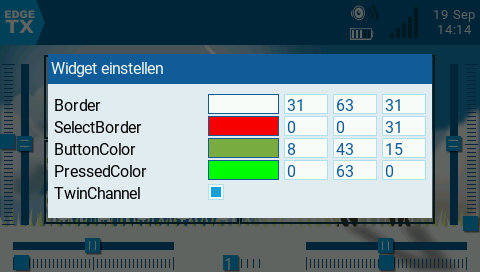 EDGE
TX
19 Sep
14:14
Widget einstellen
Border 31 63 31
SelectBorder 0 0 31
ButtonColor 8 43 15
PressedColor 0 63 0
TwinChannel
1